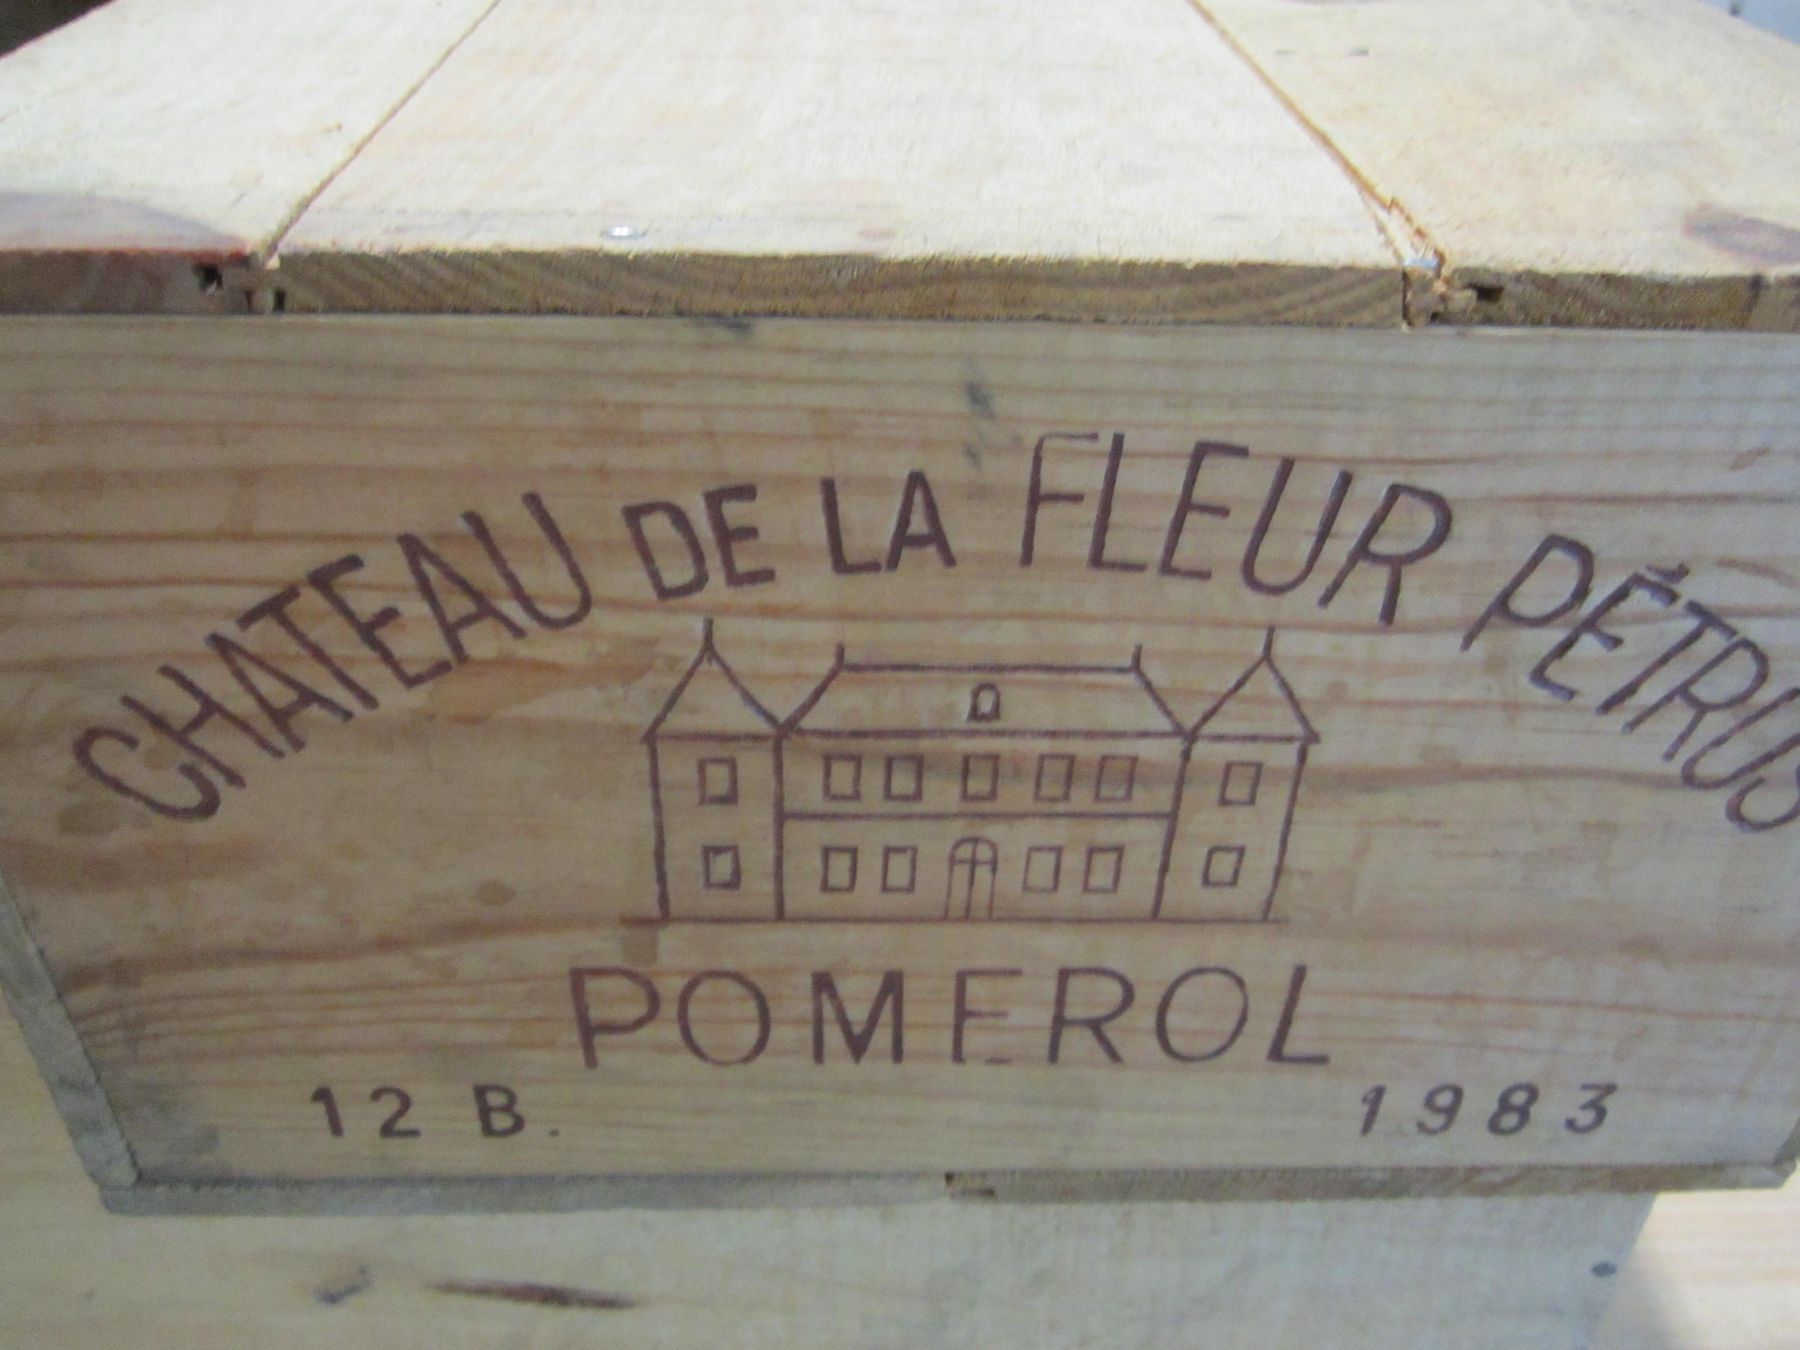 CHATEAU DE LA FLEUR PÉTRUS
POMEROL
12 B.
1983